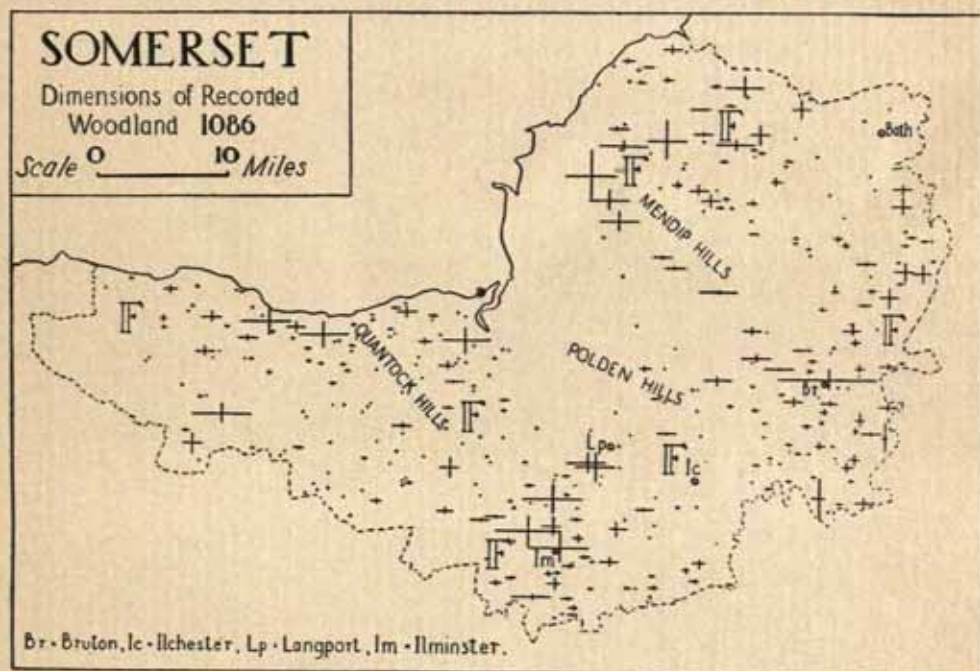 SOMERSET
Dimensions of Recorded
Woodland 1086
Scale 0 10 Miles
F
Bath
F
MENDIP HILLS
F
F
QUANTOCK HILLS
POLDEN HILLS
Br.
F
Lp
F
Ic
F
Im
Br - Bruton, Ic - Ilchester, Lp - Langport, Im - Ilminster.